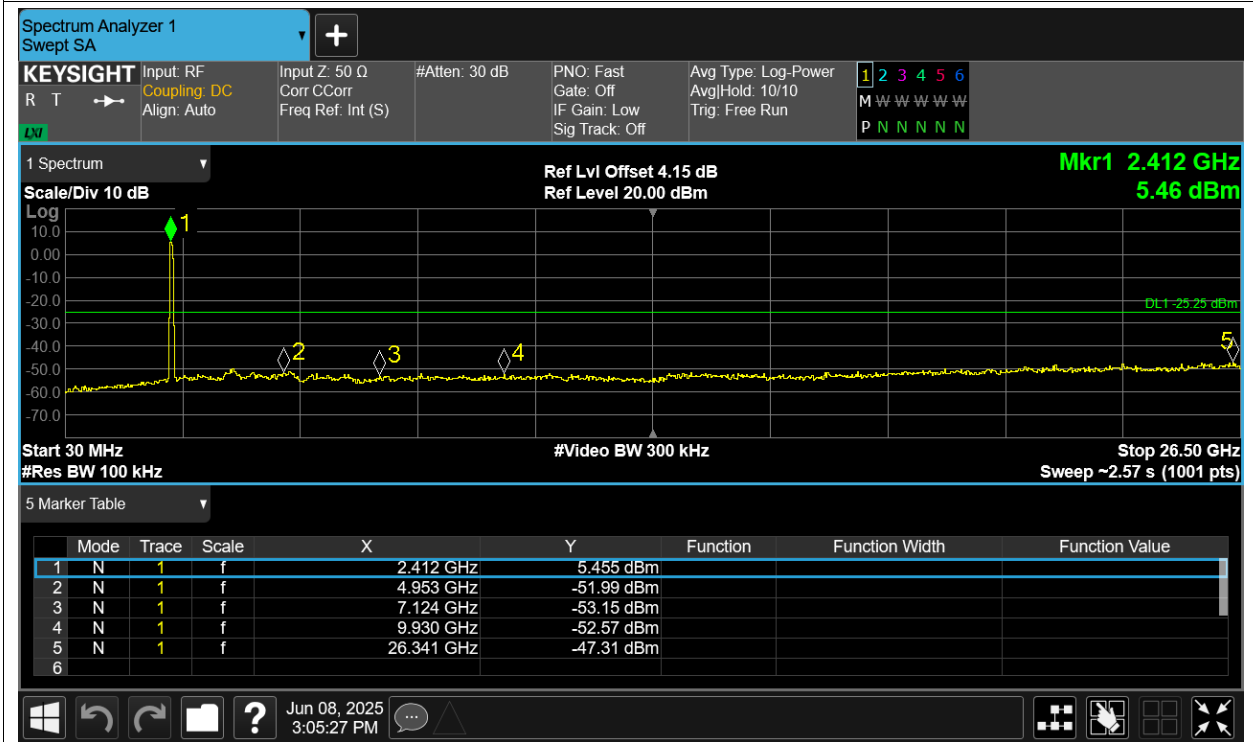 Spectrum Analyzer 1
Swept SA
+
KEYSIGHT
R T
LXI
Input: RF
Coupling: DC
Align: Auto
Input Z: 50 Ω
Corr CCorr
Freq Ref: Int (S)
#Atten: 30 dB
PNO: Fast
Gate: Off
IF Gain: Low
Sig Track: Off
Avg Type: Log-Power
Avg|Hold: 10/10
Trig: Free Run
1 2 3 4 5 6
M W W W W W
P N N N N N
1 Spectrum
Scale/Div 10 dB
Ref Lvl Offset 4.15 dB
Ref Level 20.00 dBm
Mkr1 2.412 GHz
5.46 dBm
Log
10.0
0.00
-10.0
-20.0
-30.0
-40.0
-50.0
-60.0
-70.0
1
2
3
4
5
DL1 -25.25 dBm
Start 30 MHz
#Res BW 100 kHz
#Video BW 300 kHz
Stop 26.50 GHz
Sweep ~2.57 s (1001 pts)
5 Marker Table
Mode Trace Scale X Y Function Function Width Function Value
1 N 1 f 2.412 GHz 5.455 dBm
2 N 1 f 4.953 GHz -51.99 dBm
3 N 1 f 7.124 GHz -53.15 dBm
4 N 1 f 9.930 GHz -52.57 dBm
5 N 1 f 26.341 GHz -47.31 dBm
6
?
Jun 08, 2025
3:05:27 PM